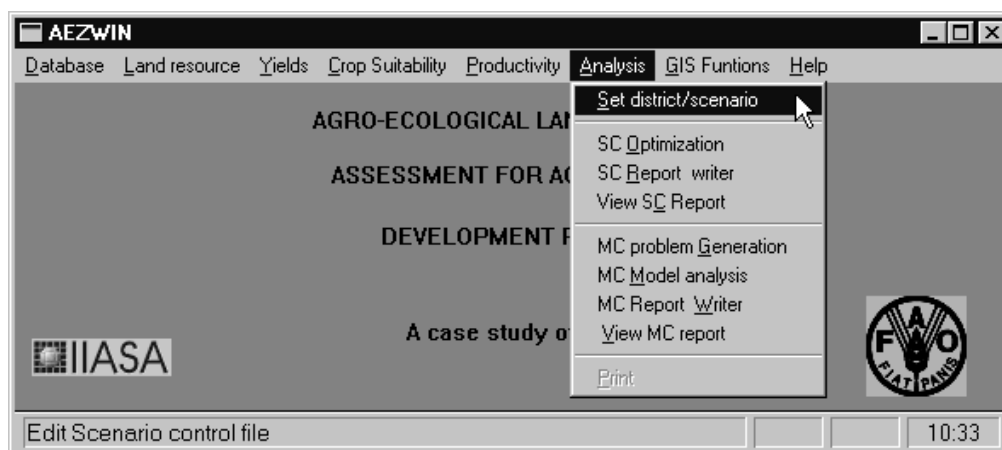 AEZWIN
Database Land resource Yields Crop Suitability Productivity Analysis GIS Funtions Help
Set district/scenario
SC Optimization
SC Report writer
View SC Report
MC problem Generation
MC Model analysis
MC Report Writer
View MC report
Print
AGRO-ECOLOGICAL LAN
ASSESSMENT FOR AG
DEVELOPMENT P
A case study o
IIASA
FAO
FIAT PANIS
Edit Scenario control file
10:33